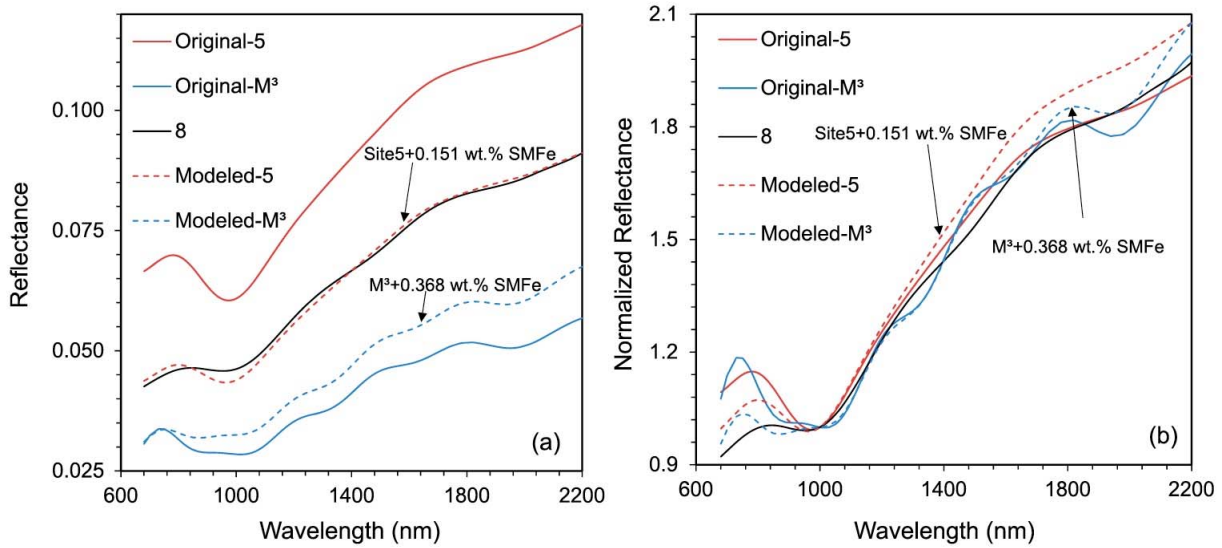 Original-5
Original-M³
8
Modeled-5
Modeled-M³
Site5+0.151 wt.% SMFe
M³+0.368 wt.% SMFe
(a)
Reflectance
0.100
0.075
0.050
0.025
600
1000
1400
1800
2200
Wavelength (nm)
Original-5
Original-M³
8
Modeled-5
Modeled-M³
Site5+0.151 wt.% SMFe
M³+0.368 wt.% SMFe
(b)
Normalized Reflectance
2.1
1.8
1.5
1.2
0.9
600
1000
1400
1800
2200
Wavelength (nm)